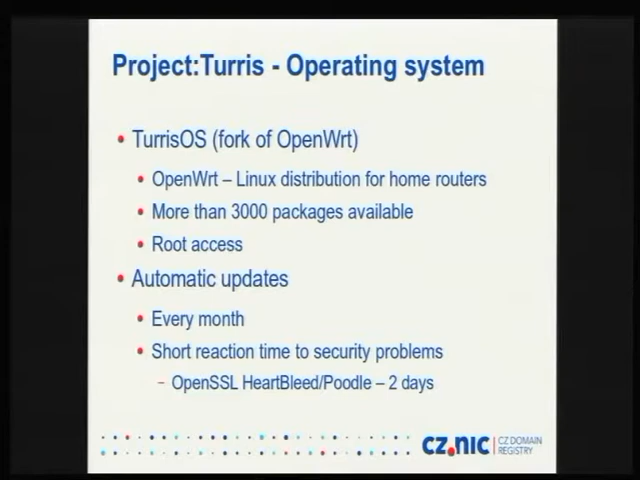 Project:Turris - Operating system
TurrisOS (fork of OpenWrt)
OpenWrt – Linux distribution for home routers
More than 3000 packages available
Root access
Automatic updates
Every month
Short reaction time to security problems
– OpenSSL HeartBleed/Poodle – 2 days
CZ.NIC | CZ DOMAIN
REGISTRY